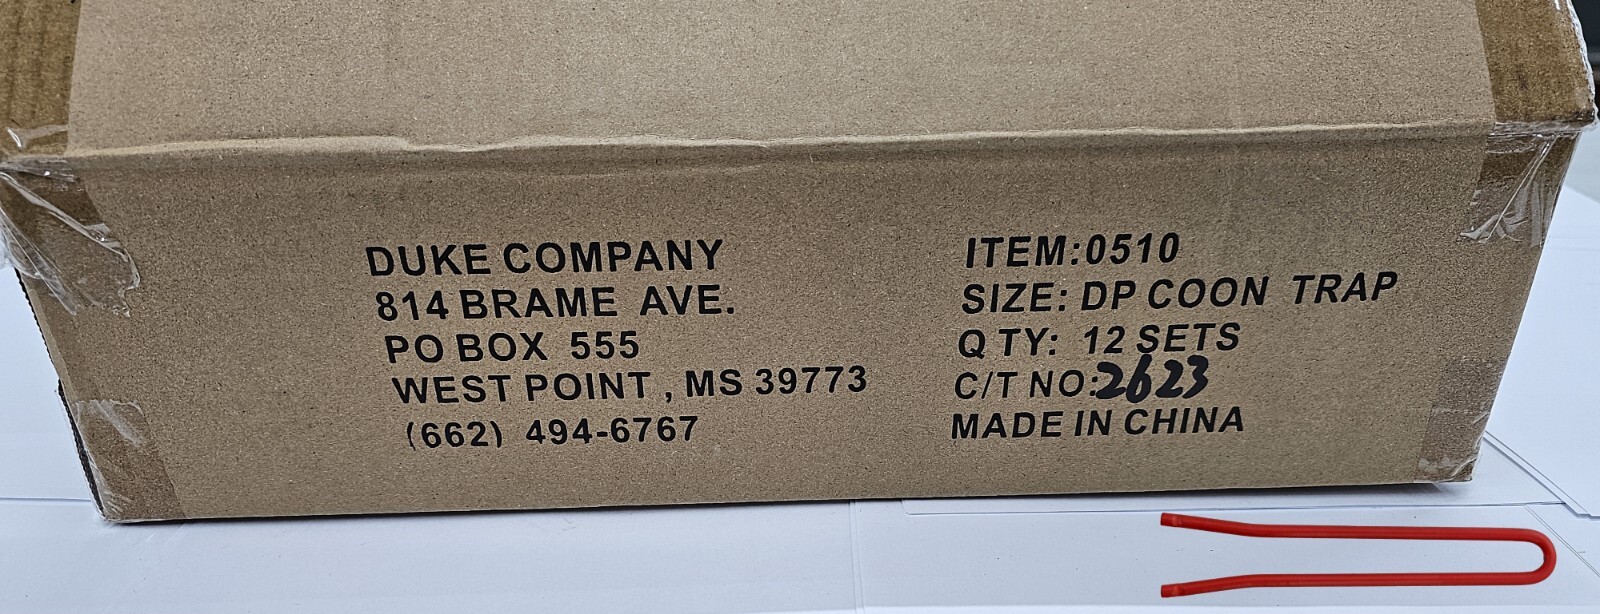 DUKE COMPANY
814 BRAME AVE.
PO BOX 555
WEST POINT, MS 39773
(662) 494-6767
ITEM:0510
SIZE: DP COON TRAP
QTY: 12 SETS
C/T NO:2623
MADE IN CHINA